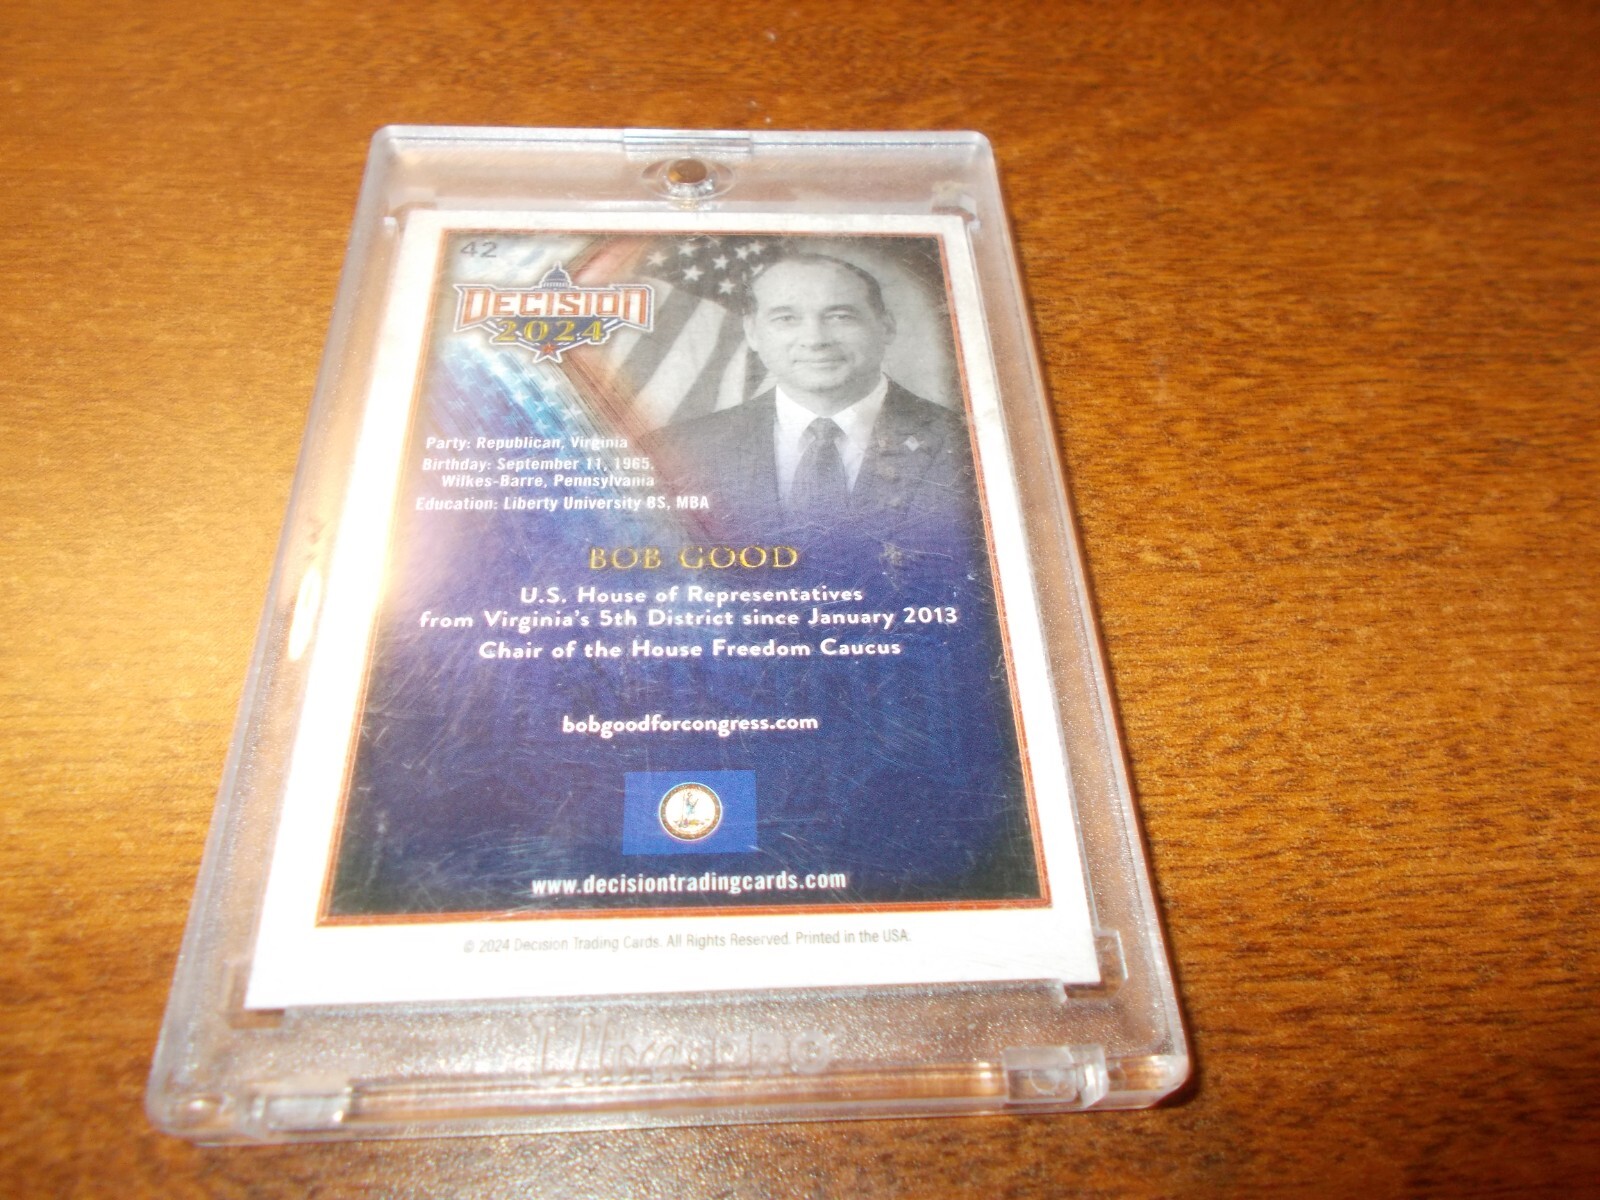 42
DECISION
2024
Party: Republican, Virginia
Birthday: September 11, 1965,
Wilkes-Barre, Pennsylvania
Education: Liberty University BS, MBA
BOB GOOD
U.S. House of Representatives
from Virginia's 5th District since January 2013
Chair of the House Freedom Caucus
bobgoodforcongress.com
www.decisiontradingcards.com
© 2024 Decision Trading Cards. All Rights Reserved. Printed in the USA.